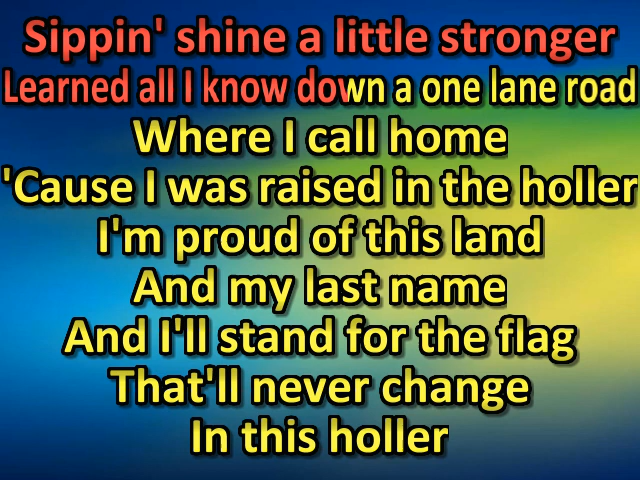 Sippin' shine a little stronger
Learned all I know down a one lane road
Where I call home
'Cause I was raised in the holler
I'm proud of this land
And my last name
And I'll stand for the flag
That'll never change
In this holler